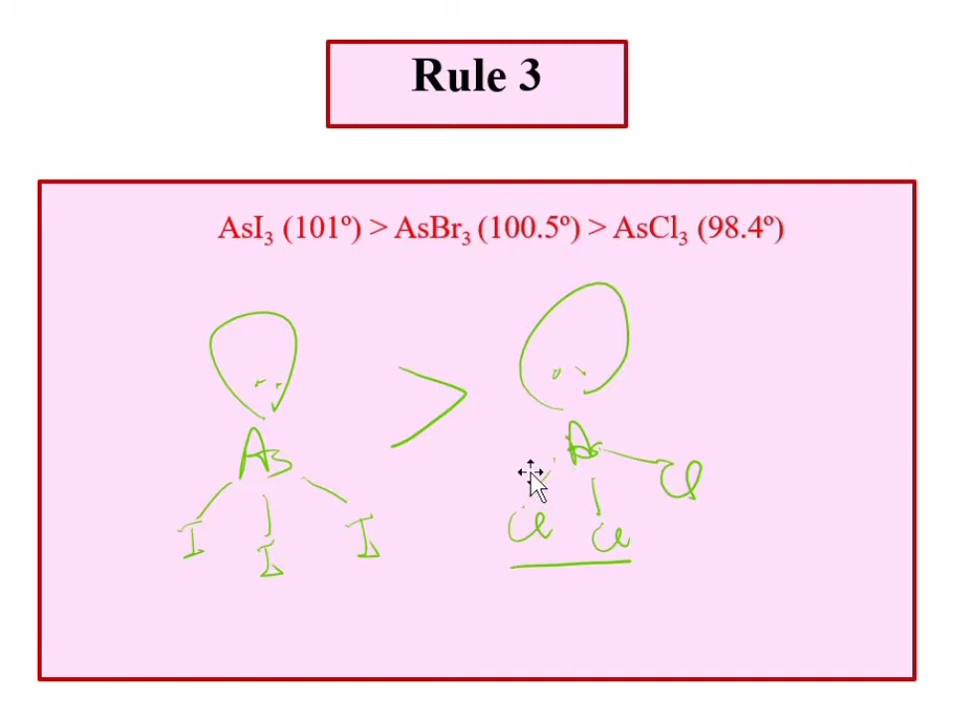 Rule 3
AsI₃ (101º) > AsBr₃ (100.5º) > AsCl₃ (98.4º)
As > As
I I I Cl Cl Cl